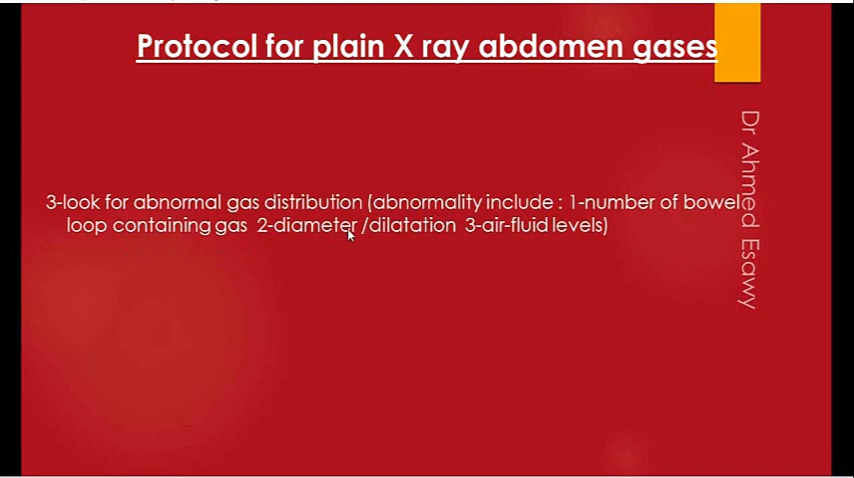 Protocol for plain X ray abdomen gases
3-look for abnormal gas distribution (abnormality include : 1-number of bowel
loop containing gas 2-diameter /dilatation 3-air-fluid levels)
Dr Ahmed Esawy